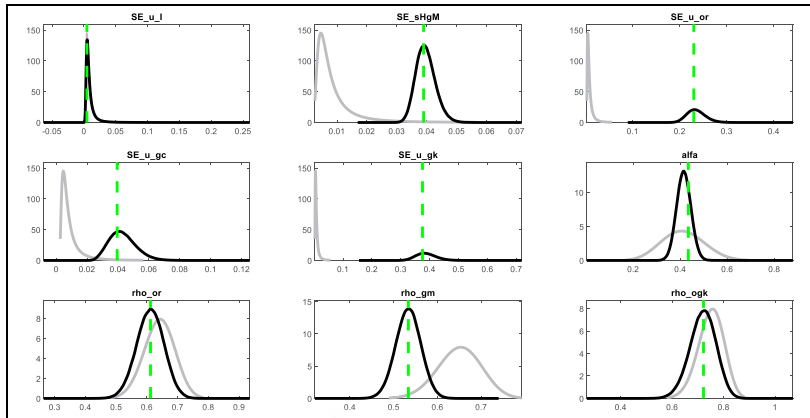 SE_u_l SE_sHgM SE_u_or
150 150 150
100 100 100
50 50 50
0 0 0
-0.05 0 0.05 0.1 0.15 0.2 0.25 0.01 0.02 0.03 0.04 0.05 0.06 0.07 0.1 0.2 0.3 0.4
SE_u_gc SE_u_gk alfa
150 150 10
100 100 5
50 50 0
0 0
0 0.02 0.04 0.06 0.08 0.1 0.12 0.1 0.2 0.3 0.4 0.5 0.6 0.7 0.2 0.4 0.6 0.8
rho_or rho_gm rho_ogk
8 15 8
6 10 6
4 5 4
2 0 2
0 0
0.3 0.4 0.5 0.6 0.7 0.8 0.9 0.4 0.5 0.6 0.7 0.4 0.6 0.8 1